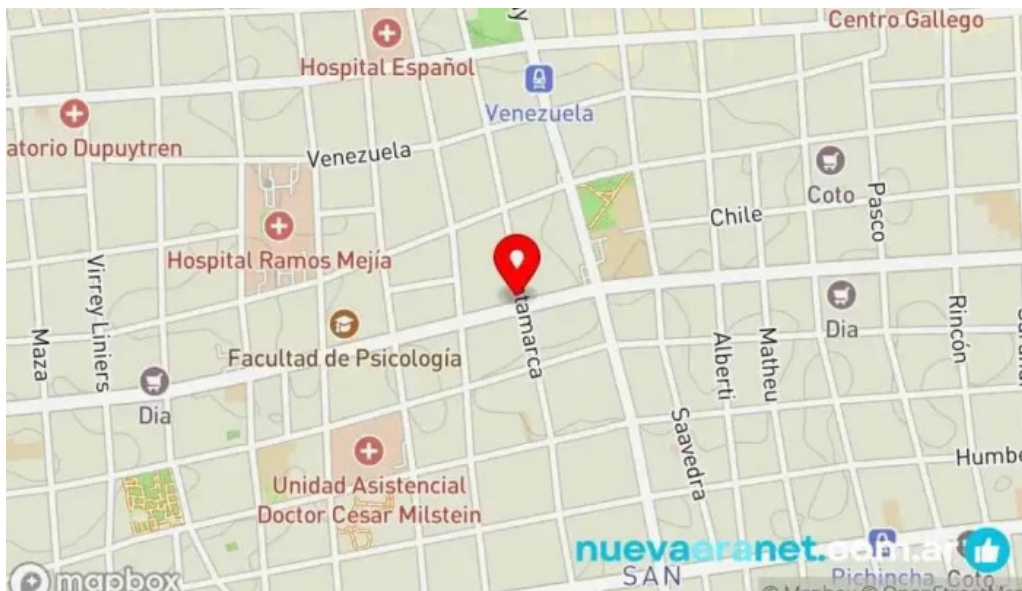 Centro Gallego
Hospital Español
Venezuela
atorio Dupuytren
Venezuela
Coto
Pasco
Chile
Hospital Ramos Mejía
Virrey Liniers
tamarca
Dia
Rincón
Maza
Facultad de Psicología
Alberti
Matheu
Dia
Saavedra
Humbe
Unidad Asistencial
Doctor Cesar Milstein
nuevaeranet.com.ar
SAN
Pichincha
Coto
mapbox
© Mapbox © OpenStreetMa